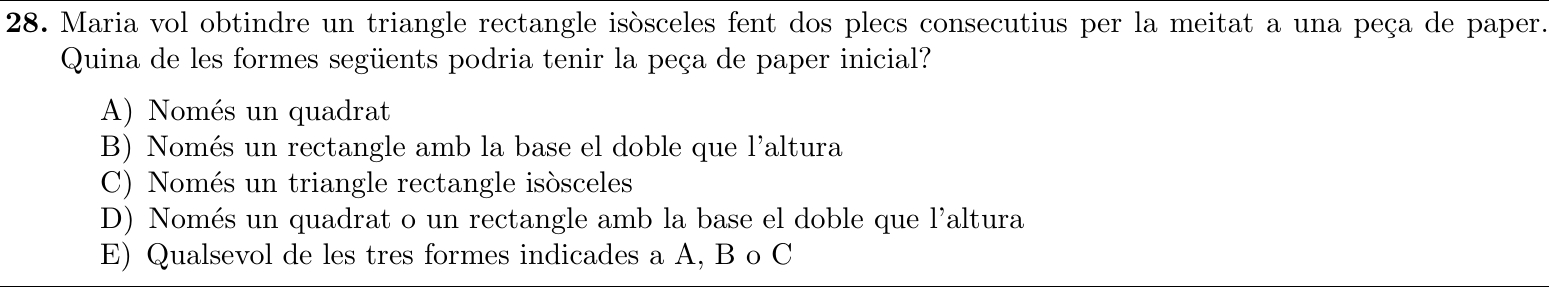 28. Maria vol obtindre un triangle rectangle isòsceles fent dos plecs consecutius per la meitat a una peça de paper.
Quina de les formes següents podria tenir la peça de paper inicial?
A) Només un quadrat
B) Només un rectangle amb la base el doble que l'altura
C) Només un triangle rectangle isòsceles
D) Només un quadrat o un rectangle amb la base el doble que l'altura
E) Qualsevol de les tres formes indicades a A, B o C